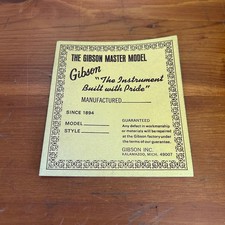 THE GIBSON MASTER MODEL
Gibson
"The Instrument
Built with Pride"
MANUFACTURED
SINCE 1894
MODEL
STYLE
GUARANTEED
Any defect in workmanship
or materials will be repaired
at the Gibson factory under
the terms of our guarantee.
GIBSON INC.
KALAMAZOO, MICH. 49007